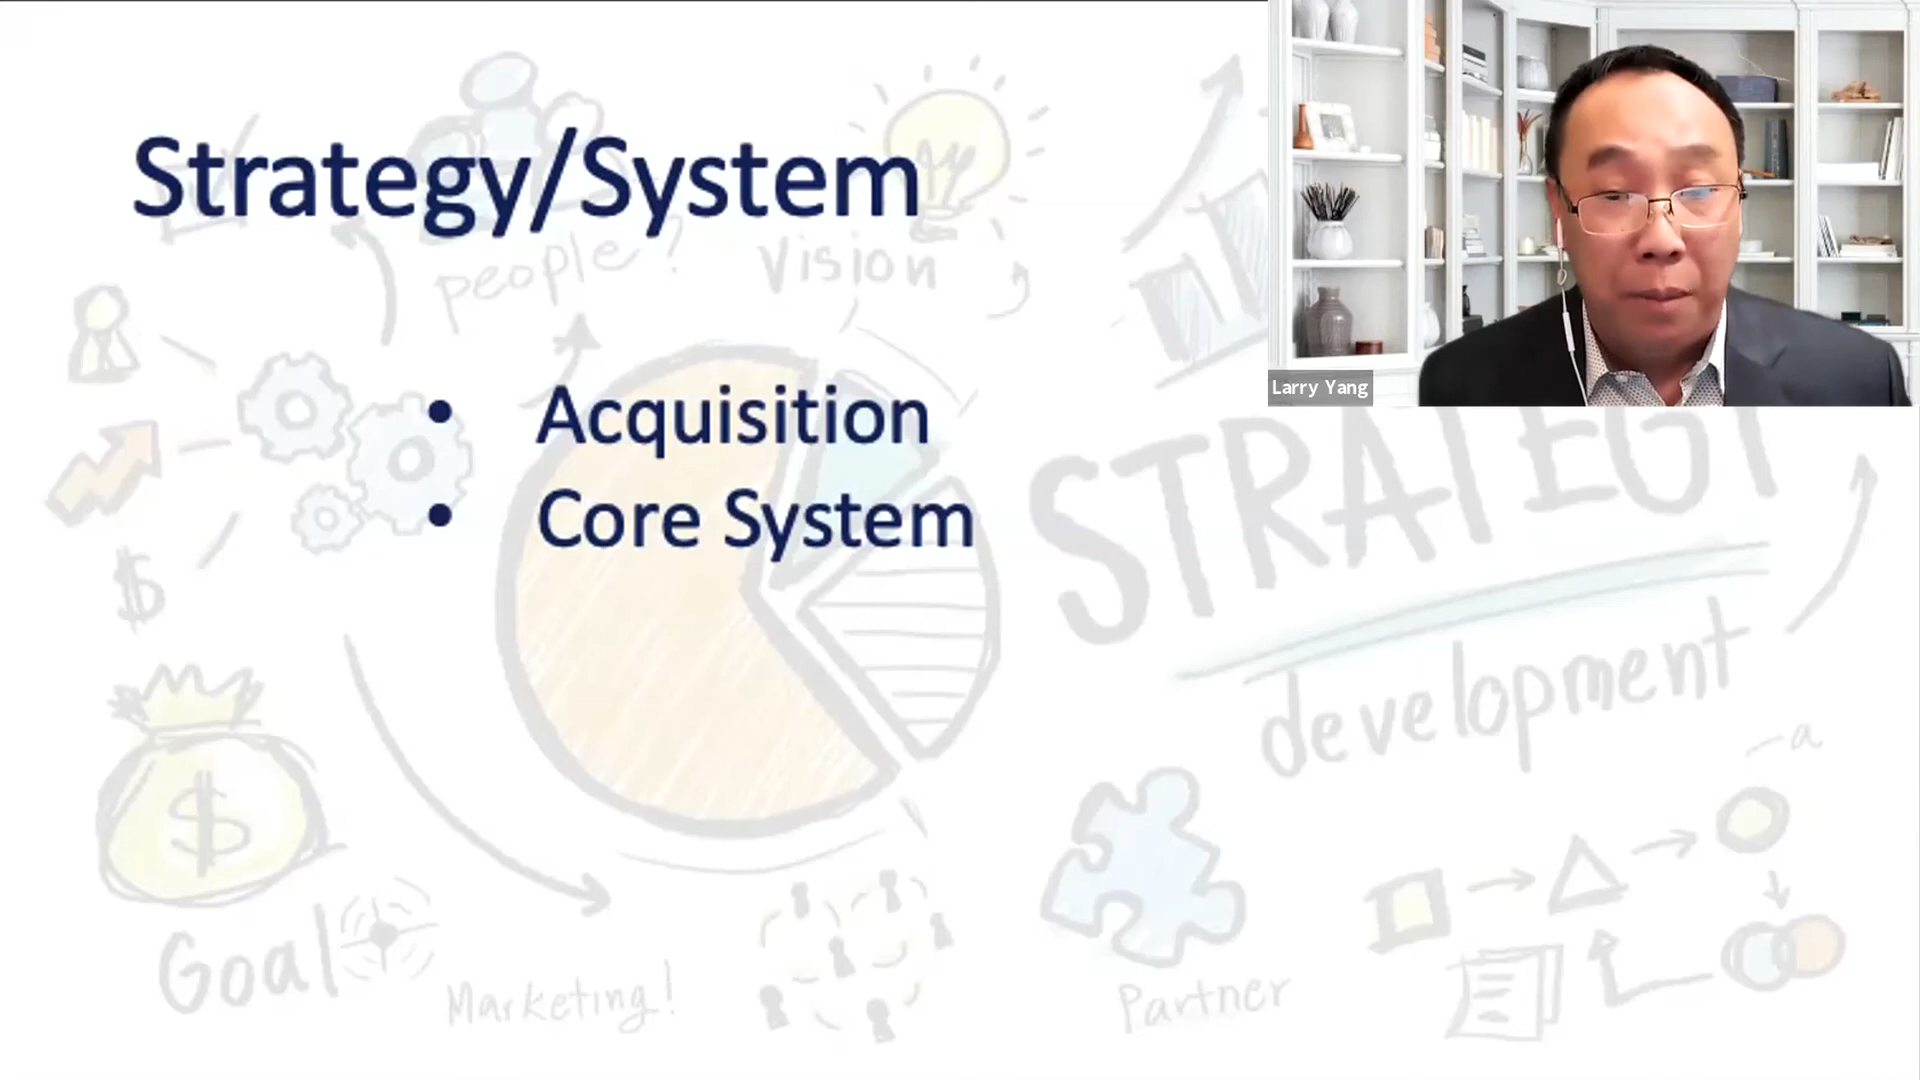 Strategy/System
people?
Vision
Larry Yang
• Acquisition
• Core System
STRATEGY
$
development
a
$
Goal
Marketing!
Partner